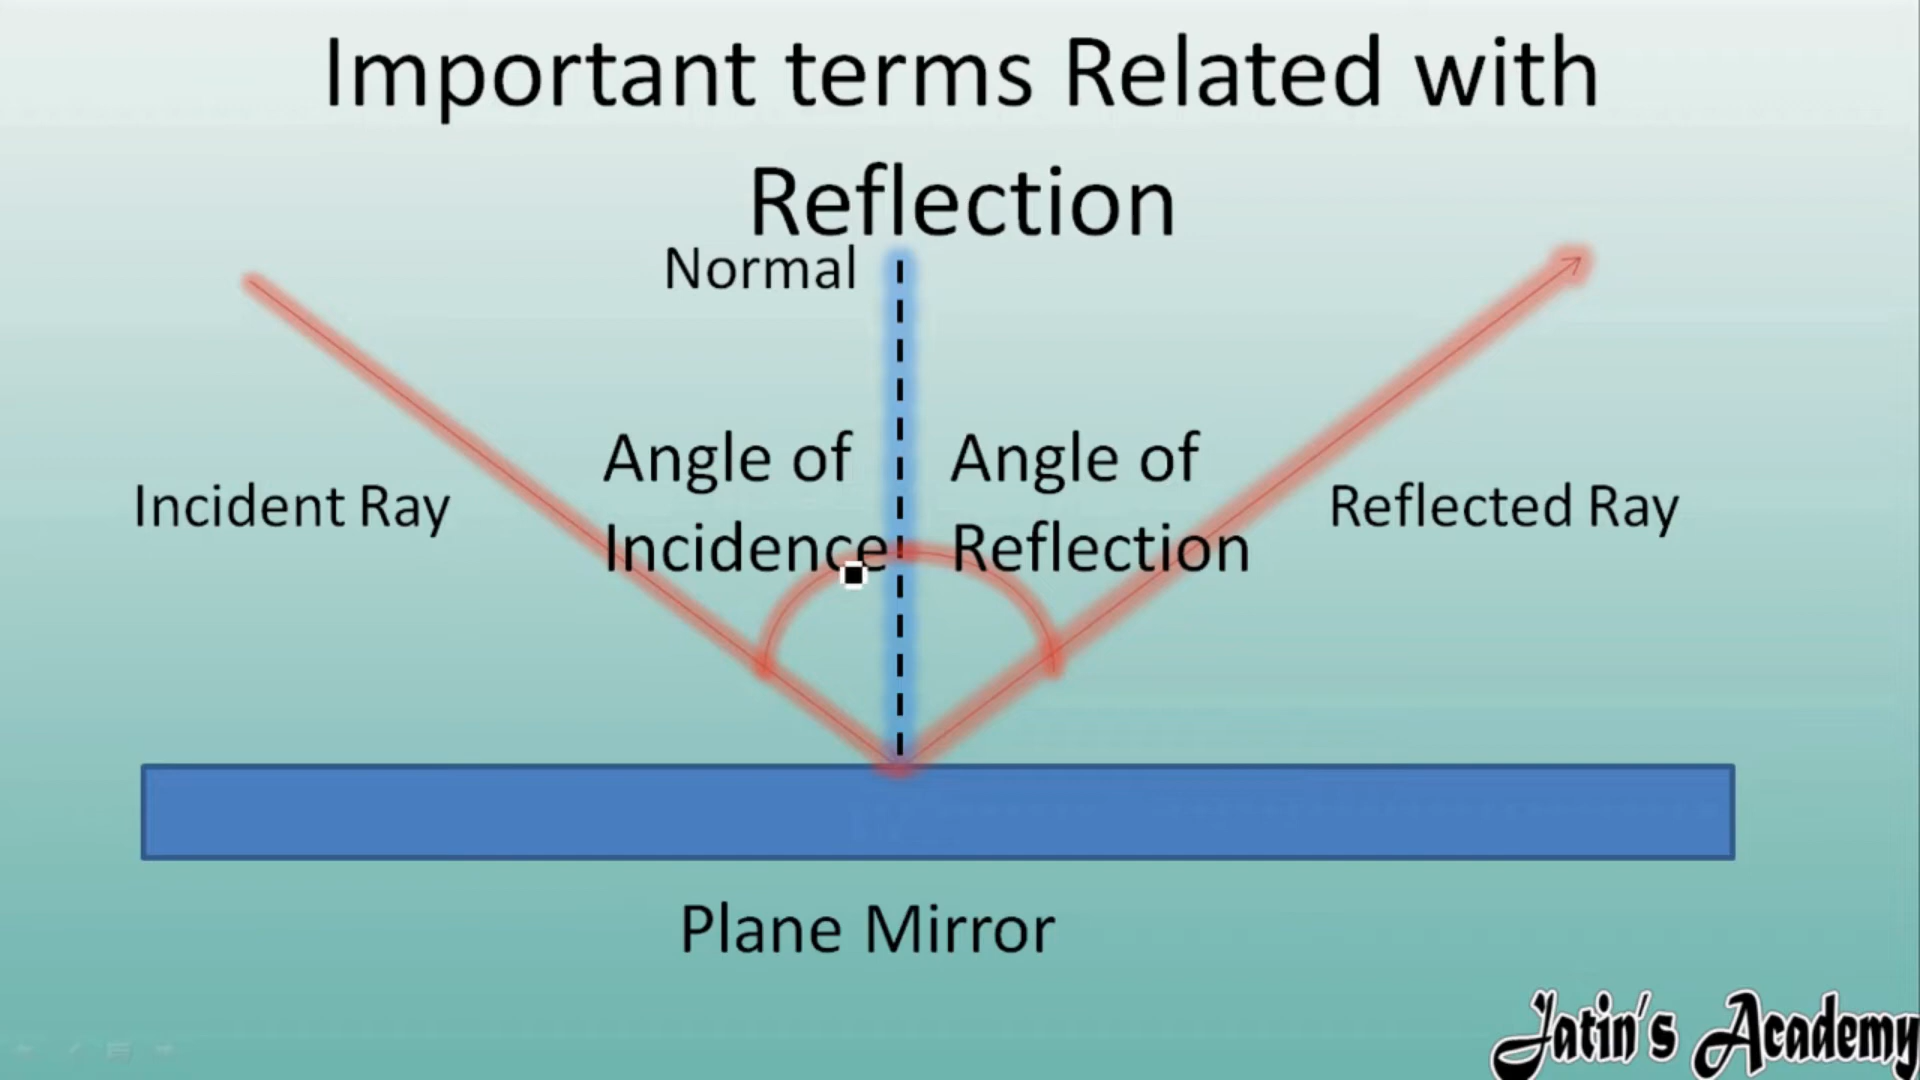 Important terms Related with
Reflection
Normal
Angle of
Incidence
Angle of
Reflection
Incident Ray
Reflected Ray
Plane Mirror
Jatin's Academy